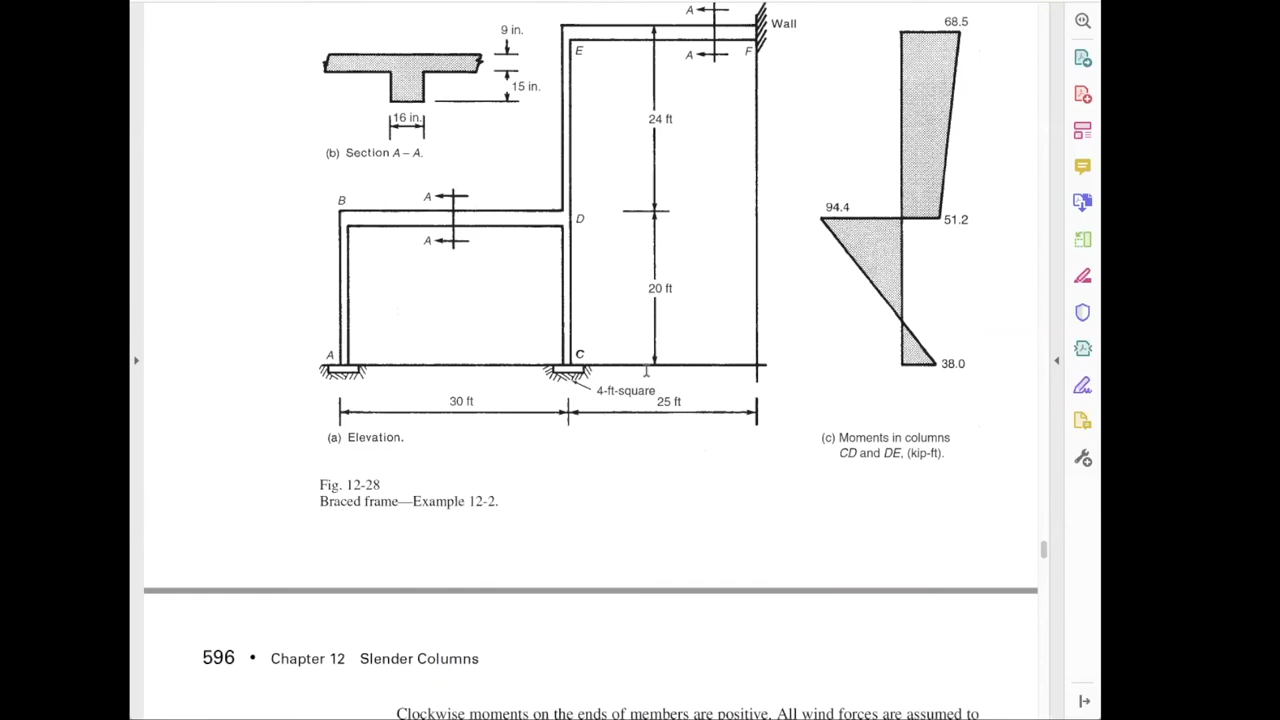 A
68.5
9 in.
Wall
E
A
F
15 in.
16 in.
24 ft
(b) Section A – A.
B
A
94.4
D
51.2
A
20 ft
A
C
38.0
4-ft-square
30 ft
25 ft
(a) Elevation.
(c) Moments in columns
CD and DE, (kip-ft).
Fig. 12-28
Braced frame—Example 12-2.
596 • Chapter 12 Slender Columns
Clockwise moments on the ends of members are positive. All wind forces are assumed to